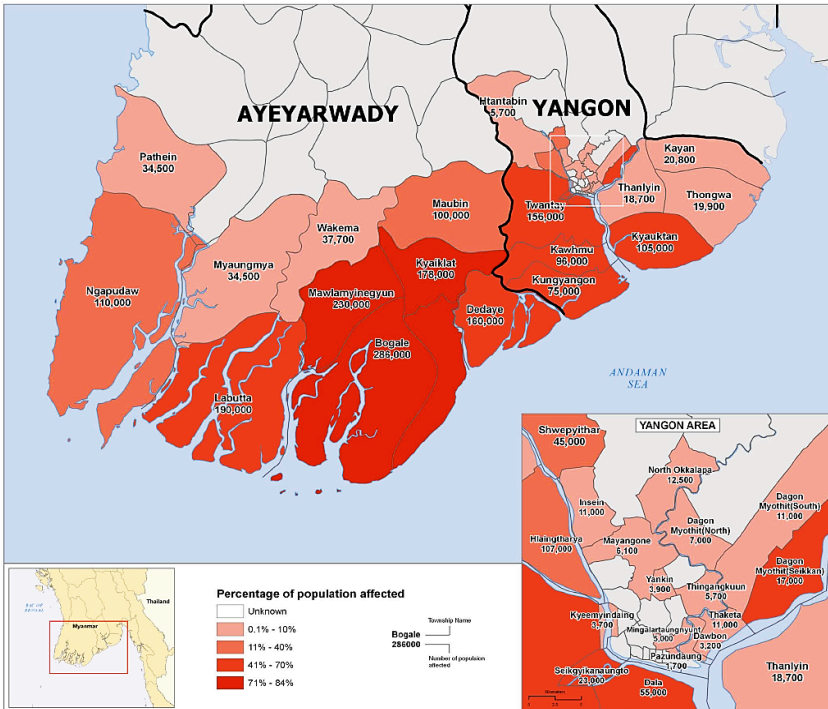 AYEYARWADY
YANGON
Htantabin
5,700
Pathein
34,500
Kayan
20,800
Thanlyin
18,700
Thongwa
19,900
Maubin
100,000
Twantay
156,000
Wakema
37,700
Kyauktan
105,000
Kawhmu
96,000
Myaungmya
34,500
Kyaiklat
178,000
Kungyangon
75,000
Ngapudaw
110,000
Mawlamyinegyun
230,000
Dedaye
160,000
Bogale
286,000
Labutta
190,000
ANDAMAN
SEA
YANGON AREA
Shwepyithar
45,000
North Okkalapa
12,500
Insein
11,000
Dagon
Myothit(South)
11,000
Dagon
Myothit(North)
7,000
Hlaingtharya
107,000
Mayangone
6,100
Dagon
Myothit(Seikkan)
17,000
Yankin
3,900
Thingangkuun
5,700
Kyeemyindaing
3,700
Thaketa
11,000
Mingalartaungnyunt
5,000
Dawbon
3,200
Pazundaung
1,700
Seikgyikanaungto
23,000
Dala
55,000
Thanlyin
18,700
Kilometers
BAY OF
BENGAL
Thailand
Myanmar
Percentage of population affected
Unknown
0.1% - 10%
11% - 40%
41% - 70%
71% - 84%
Township Name
Bogale
286000
Number of population
affected